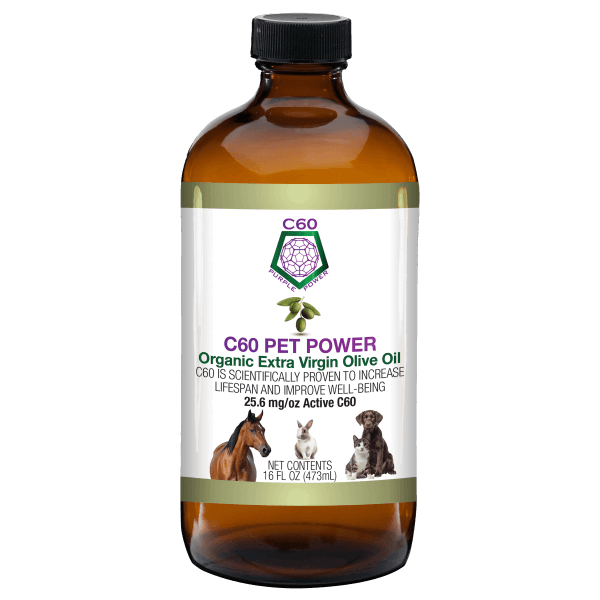 C60
PURPLE POWER
C60 PET POWER
Organic Extra Virgin Olive Oil
C60 IS SCIENTIFICALLY PROVEN TO INCREASE
LIFESPAN AND IMPROVE WELL-BEING
25.6 mg/oz Active C60
NET CONTENTS
16 FL OZ (473mL)